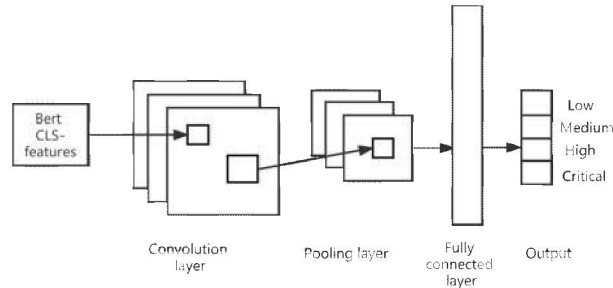 Bert
CLS-
features
Low
Medium
High
Critical
Convolution
layer
Pooling layer
Fully
connected
layer
Output